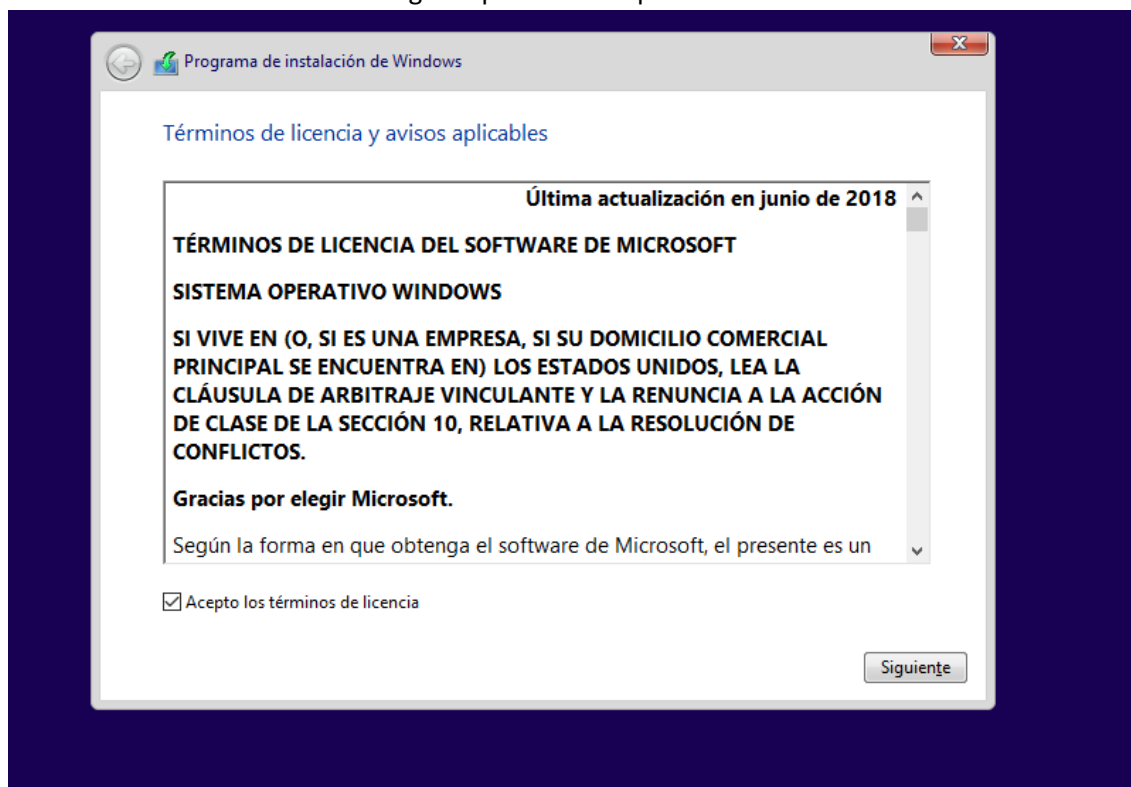 Programa de instalación de Windows
Términos de licencia y avisos aplicables
Última actualización en junio de 2018
TÉRMINOS DE LICENCIA DEL SOFTWARE DE MICROSOFT
SISTEMA OPERATIVO WINDOWS
SI VIVE EN (O, SI ES UNA EMPRESA, SI SU DOMICILIO COMERCIAL
PRINCIPAL SE ENCUENTRA EN) LOS ESTADOS UNIDOS, LEA LA
CLÁUSULA DE ARBITRAJE VINCULANTE Y LA RENUNCIA A LA ACCIÓN
DE CLASE DE LA SECCIÓN 10, RELATIVA A LA RESOLUCIÓN DE
CONFLICTOS.
Gracias por elegir Microsoft.
Según la forma en que obtenga el software de Microsoft, el presente es un
Acepto los términos de licencia
Siguiente